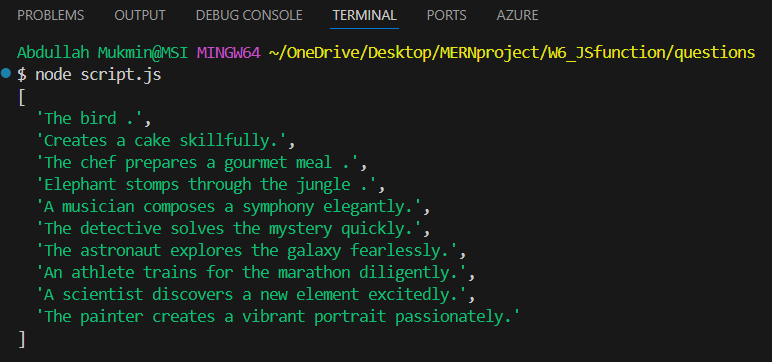 PROBLEMS OUTPUT DEBUG CONSOLE TERMINAL PORTS AZURE
Abdullah Mukmin@MSI MINGW64 ~/OneDrive/Desktop/MERNproject/W6_JSfunction/questions
$ node script.js
[
  'The bird .',
  'Creates a cake skillfully.',
  'The chef prepares a gourmet meal .',
  'Elephant stomps through the jungle .',
  'A musician composes a symphony elegantly.',
  'The detective solves the mystery quickly.',
  'The astronaut explores the galaxy fearlessly.',
  'An athlete trains for the marathon diligently.',
  'A scientist discovers a new element excitedly.',
  'The painter creates a vibrant portrait passionately.'
]